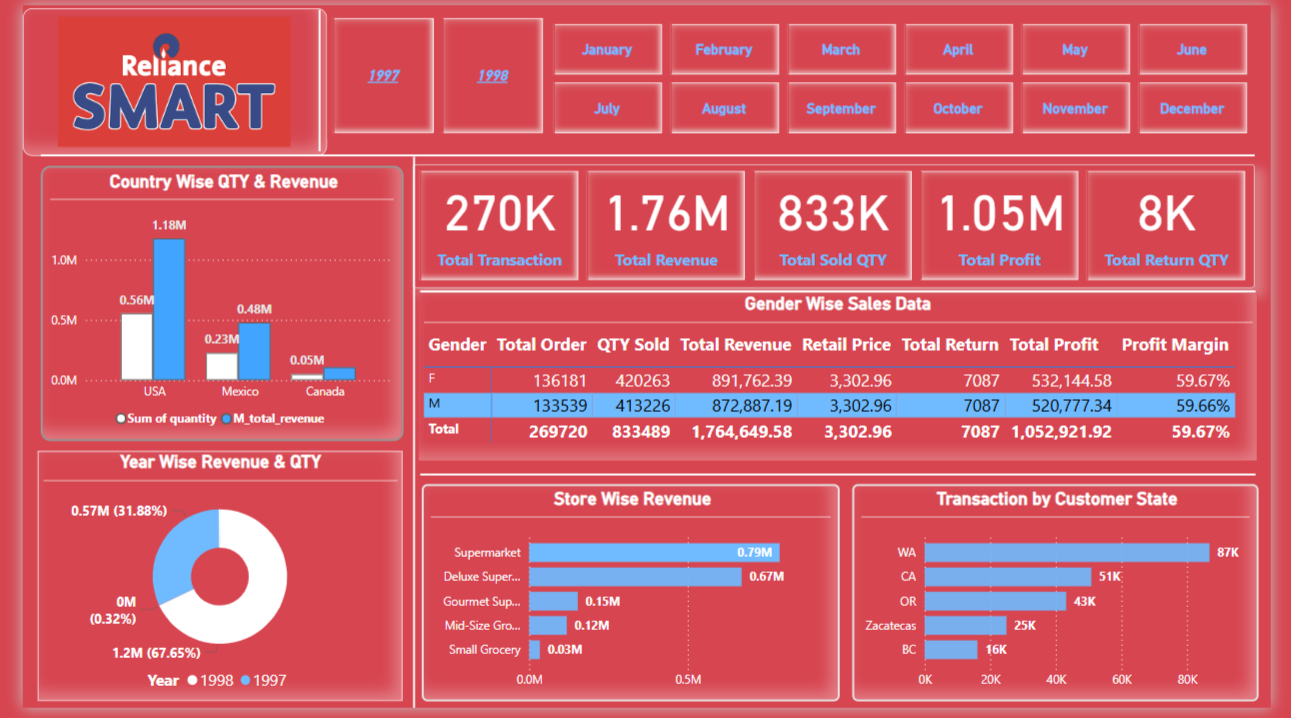 Reliance
SMART
1997
1998
January
February
March
April
May
June
July
August
September
October
November
December
Country Wise QTY & Revenue
1.18M
1.0M
0.56M
0.5M
0.48M
0.23M
0.05M
0.0M
USA
Mexico
Canada
Sum of quantity M_total_revenue
270K
Total Transaction
1.76M
Total Revenue
833K
Total Sold QTY
1.05M
Total Profit
8K
Total Return QTY
Gender Wise Sales Data
Gender Total Order QTY Sold Total Revenue Retail Price Total Return Total Profit Profit Margin
F 136181 420263 891,762.39 3,302.96 7087 532,144.58 59.67%
M 133539 413226 872,887.19 3,302.96 7087 520,777.34 59.66%
Total 269720 833489 1,764,649.58 3,302.96 7087 1,052,921.92 59.67%
Year Wise Revenue & QTY
0.57M (31.88%)
0M
(0.32%)
1.2M (67.65%)
Year 1998 1997
Store Wise Revenue
Supermarket 0.79M
Deluxe Super... 0.67M
Gourmet Sup... 0.15M
Mid-Size Gro... 0.12M
Small Grocery 0.03M
0.0M 0.5M
Transaction by Customer State
WA 87K
CA 51K
OR 43K
Zacatecas 25K
BC 16K
0K 20K 40K 60K 80K